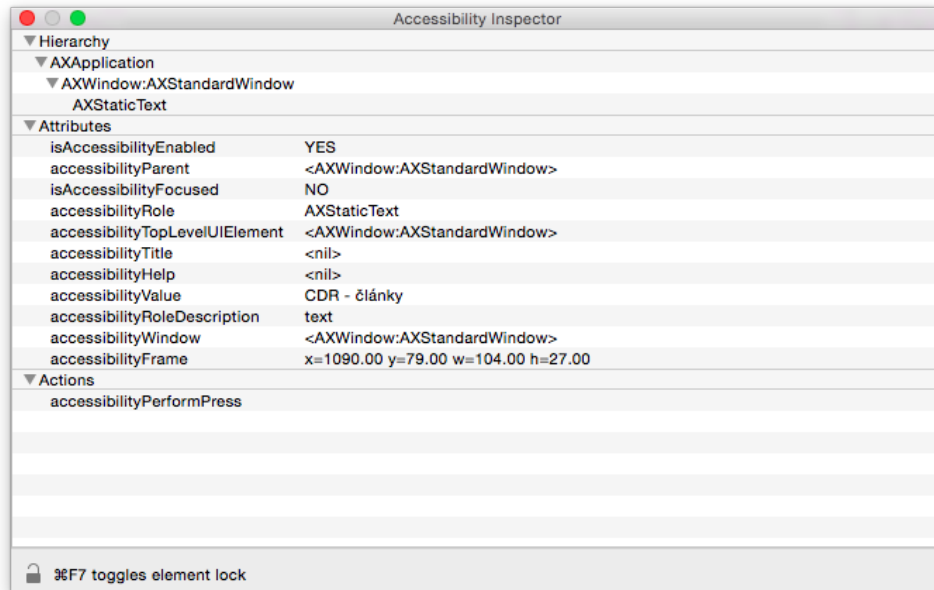 Accessibility Inspector
Hierarchy
AXApplication
AXWindow:AXStandardWindow
AXStaticText
Attributes
isAccessibilityEnabled YES
accessibilityParent <AXWindow:AXStandardWindow>
isAccessibilityFocused NO
accessibilityRole AXStaticText
accessibilityTopLevelUIElement <AXWindow:AXStandardWindow>
accessibilityTitle <nil>
accessibilityHelp <nil>
accessibilityValue CDR - články
accessibilityRoleDescription text
accessibilityWindow <AXWindow:AXStandardWindow>
accessibilityFrame x=1090.00 y=79.00 w=104.00 h=27.00
Actions
accessibilityPerformPress
⌘F7 toggles element lock